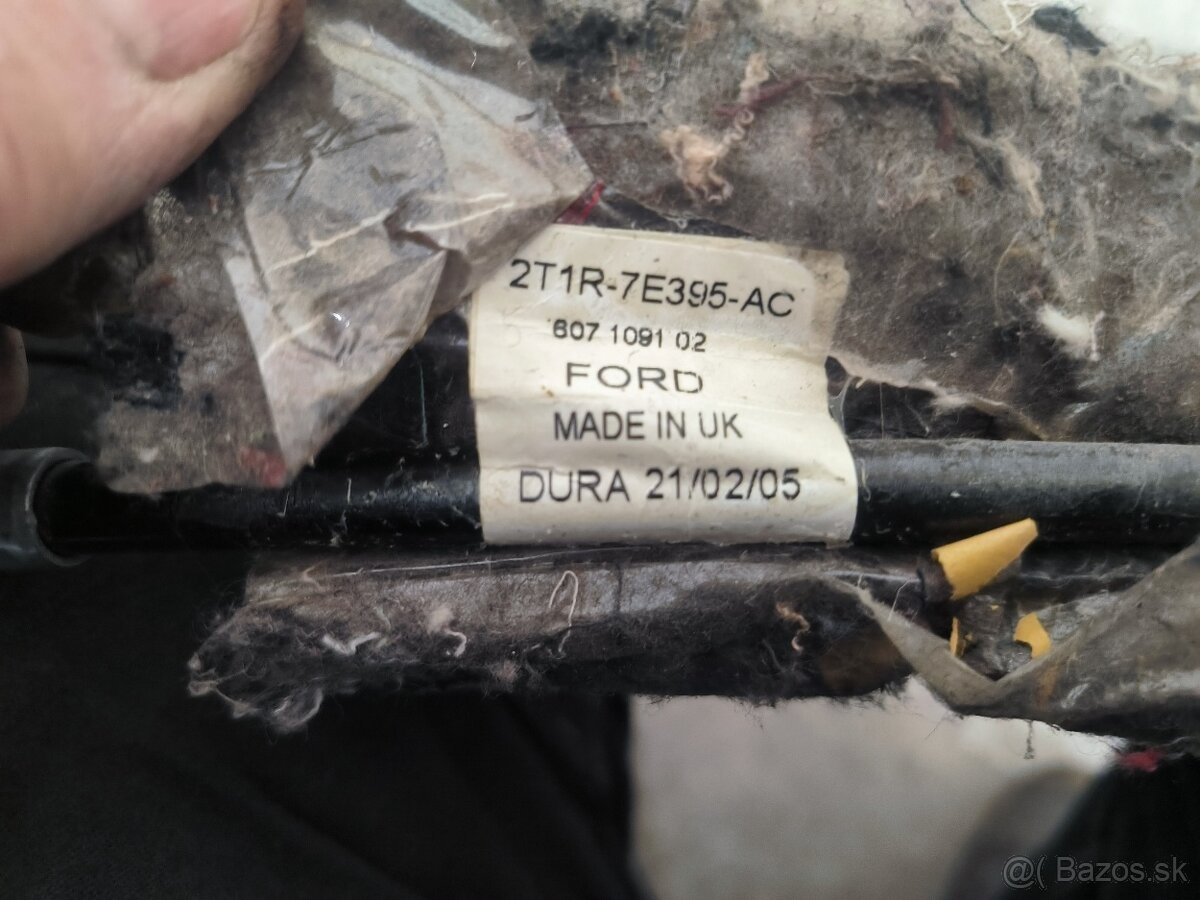 2T1R-7E395-AC
607 1091 02
FORD
MADE IN UK
DURA 21/02/05
@( Bazos.sk